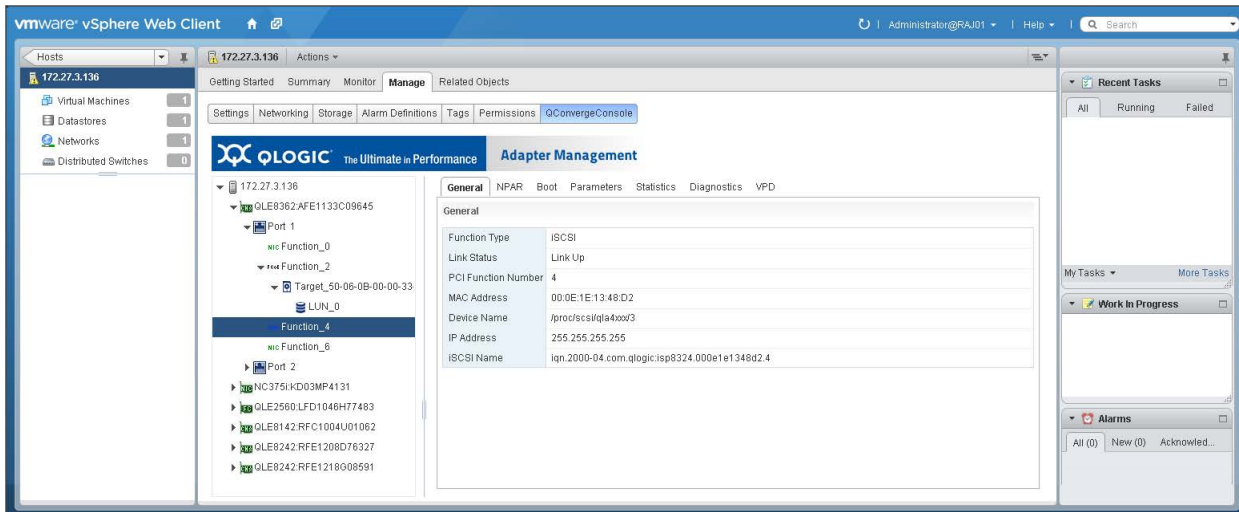 vmware® vSphere Web Client
Administrator@RAJ01
Help
Search
Hosts
172.27.3.136
Virtual Machines 1
Datastores 1
Networks 1
Distributed Switches 0
172.27.3.136 Actions
Getting Started Summary Monitor Manage Related Objects
Settings Networking Storage Alarm Definitions Tags Permissions QConvergeConsole
QLOGIC® The Ultimate in Performance Adapter Management
172.27.3.136
QLE8362:AFE1133C09645
Port 1
NIC Function_0
FCoE Function_2
Target_50-06-0B-00-00-33
LUN_0
Function_4
NIC Function_6
Port 2
NC375i:KD03MP4131
QLE2560:LFD1046H77483
QLE8142:RFC1004U01062
QLE8242:RFE1208D76327
QLE8242:RFE1218G08591
General NPAR Boot Parameters Statistics Diagnostics VPD
General
Function Type iSCSI
Link Status Link Up
PCI Function Number 4
MAC Address 00:0E:1E:13:48:D2
Device Name /proc/scsi/qla4xxx/3
IP Address 255.255.255.255
iSCSI Name iqn.2000-04.com.qlogic:isp8324.000e1e1348d2.4
Recent Tasks
All Running Failed
My Tasks More Tasks
Work In Progress
Alarms
All (0) New (0) Acknowled...